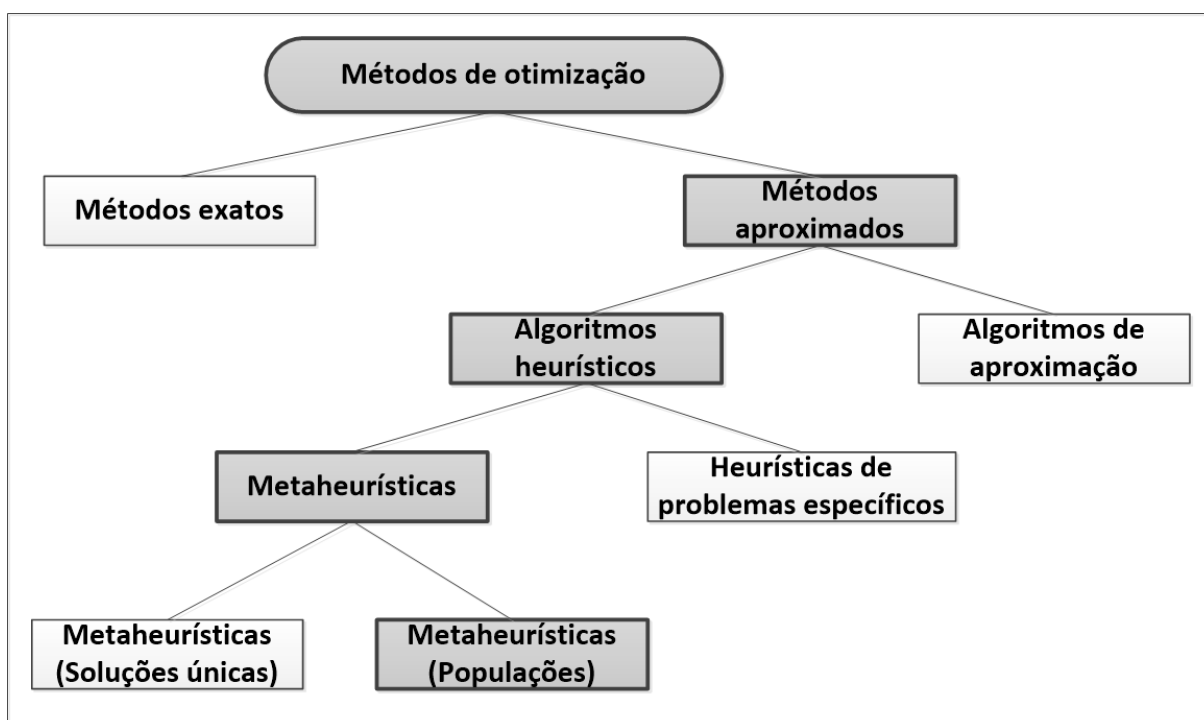 Métodos de otimização
Métodos exatos
Métodos
aproximados
Algoritmos
heurísticos
Algoritmos de
aproximação
Metaheurísticas
Heurísticas de
problemas específicos
Metaheurísticas
(Soluções únicas)
Metaheurísticas
(Populações)